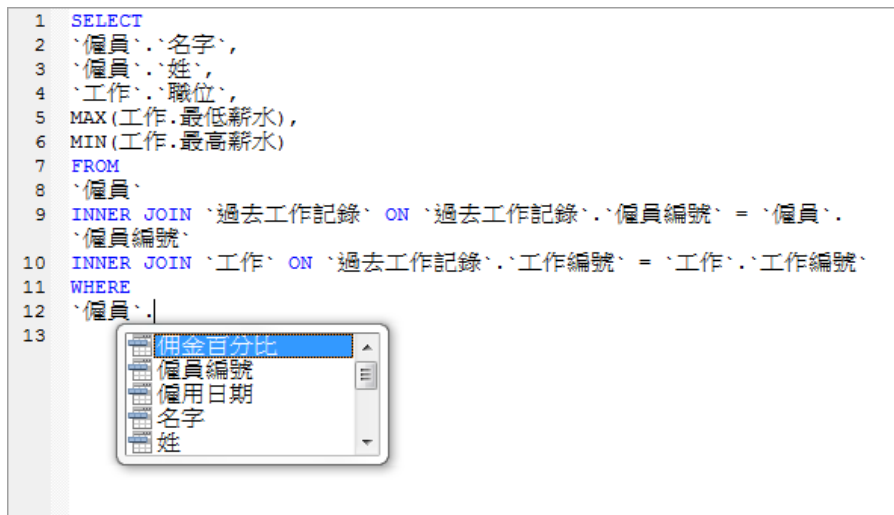 1 SELECT
2 `僱員`.`名字`,
3 `僱員`.`姓`,
4 `工作`.`職位`,
5 MAX(工作.最低薪水),
6 MIN(工作.最高薪水)
7 FROM
8 `僱員`
9 INNER JOIN `過去工作記錄` ON `過去工作記錄`.`僱員編號` = `僱員`.
`僱員編號`
10 INNER JOIN `工作` ON `過去工作記錄`.`工作編號` = `工作`.`工作編號`
11 WHERE
12 `僱員`.
13
佣金百分比
僱員編號
僱用日期
名字
姓